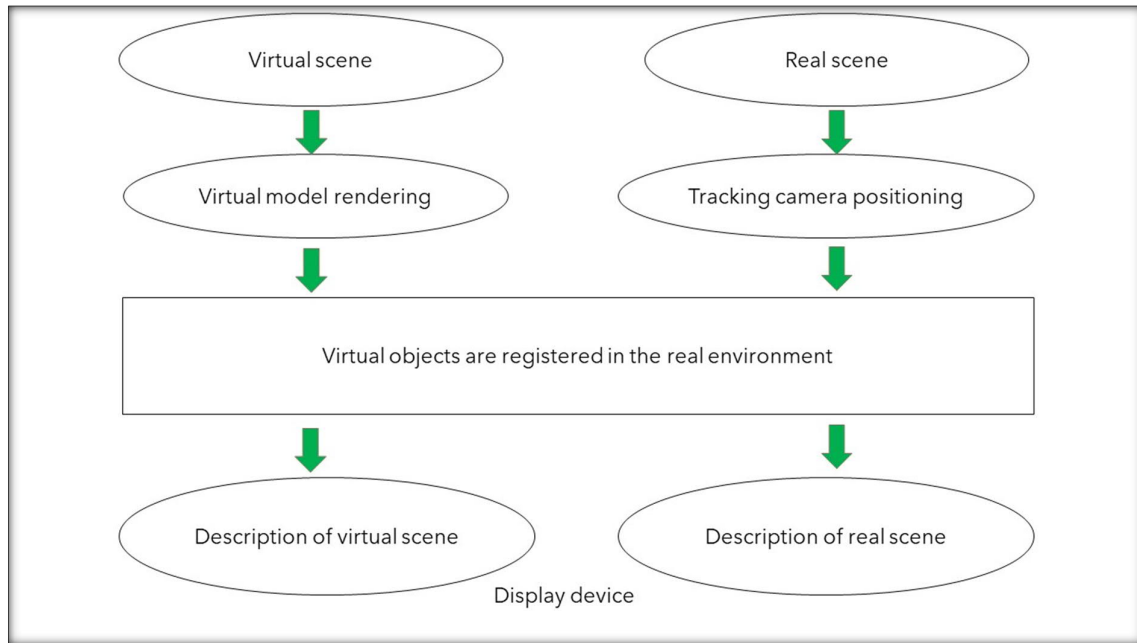 Virtual scene
Real scene
Virtual model rendering
Tracking camera positioning
Virtual objects are registered in the real environment
Description of virtual scene
Description of real scene
Display device